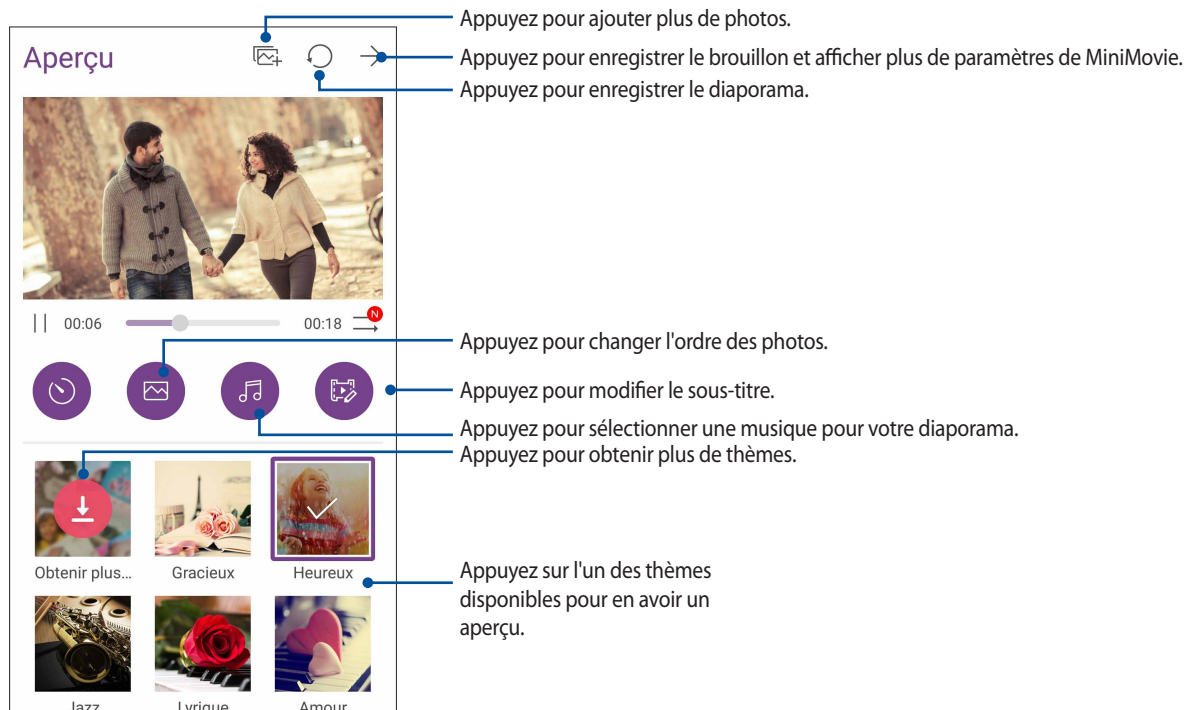 Appuyez pour ajouter plus de photos.
Aperçu
Appuyez pour enregistrer le brouillon et afficher plus de paramètres de MiniMovie.
Appuyez pour enregistrer le diaporama.
00:06
00:18
N
Appuyez pour changer l'ordre des photos.
Appuyez pour modifier le sous-titre.
Appuyez pour sélectionner une musique pour votre diaporama.
Appuyez pour obtenir plus de thèmes.
Obtenir plus...
Gracieux
Heureux
Appuyez sur l'un des thèmes
disponibles pour en avoir un
aperçu.
Jazz
Lyrique
Amour